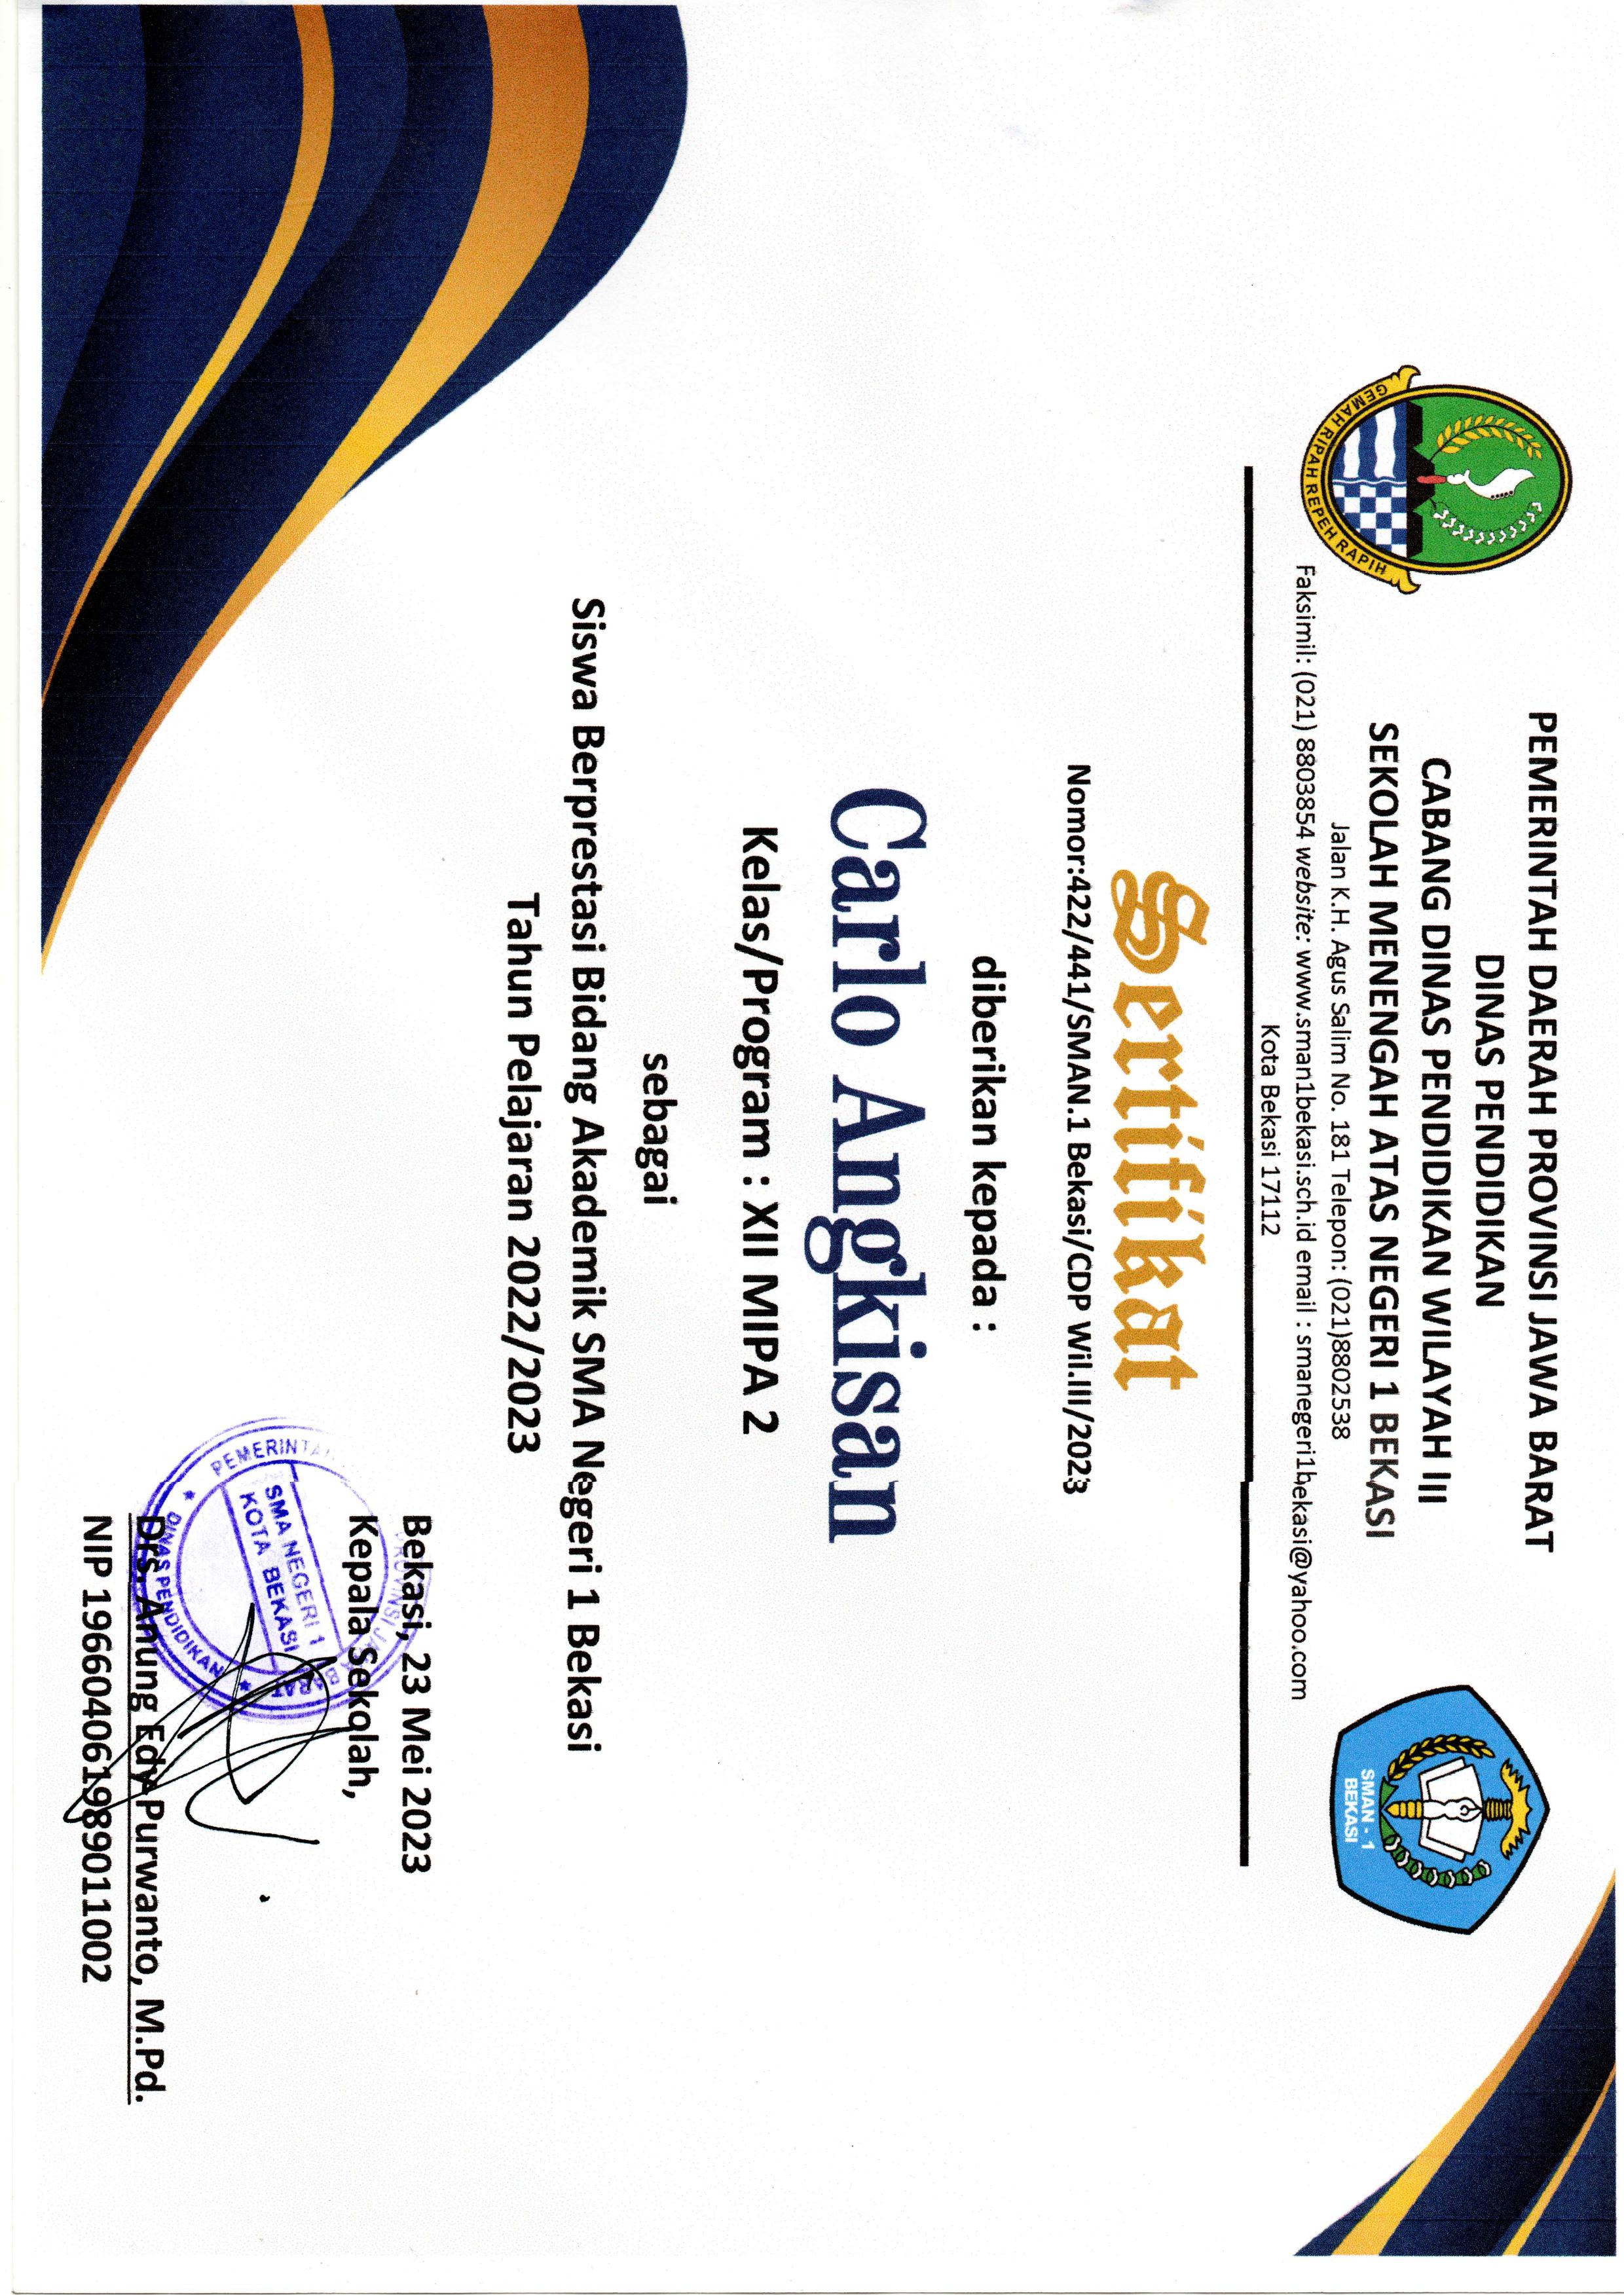 PEMERINTAH DAERAH PROVINSI JAWA BARAT
DINAS PENDIDIKAN
CABANG DINAS PENDIDIKAN WILAYAH III
SEKOLAH MENENGAH ATAS NEGERI 1 BEKASI
Jalan K.H. Agus Salim No. 181 Telepon: (021)8802538
Faksimil: (021) 8803854 website: www.sman1bekasi.sch.id email : smanegeri1bekasi@yahoo.com
Kota Bekasi 17112
GEMAH RIPAH REPEH RAPIH
SMAN - 1
BEKASI
Sertifikat
Nomor:422/441/SMAN.1 Bekasi/CDP Wil.III/2023
diberikan kepada :
Carlo Angkisan
Kelas/Program : XII MIPA 2
sebagai
Siswa Berprestasi Bidang Akademik SMA Negeri 1 Bekasi
Tahun Pelajaran 2022/2023
Bekasi, 23 Mei 2023
Kepala Sekolah,
PROVINSI JAWA BARAT
SMA NEGERI 1
KOTA BEKASI
DINAS PENDIDIKAN
Drs. Anung Edy Purwanto, M.Pd.
NIP 196604061989011002